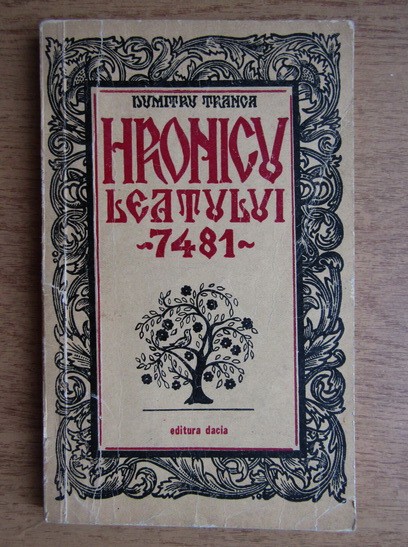 DUMITRU TRANCA
HRONICU
LEATULUI
~7481~
editura dacia